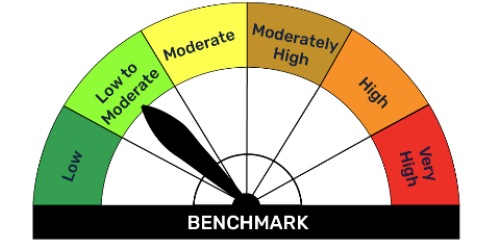 Low
Low to
Moderate
Moderate
Moderately
High
High
Very
High
BENCHMARK